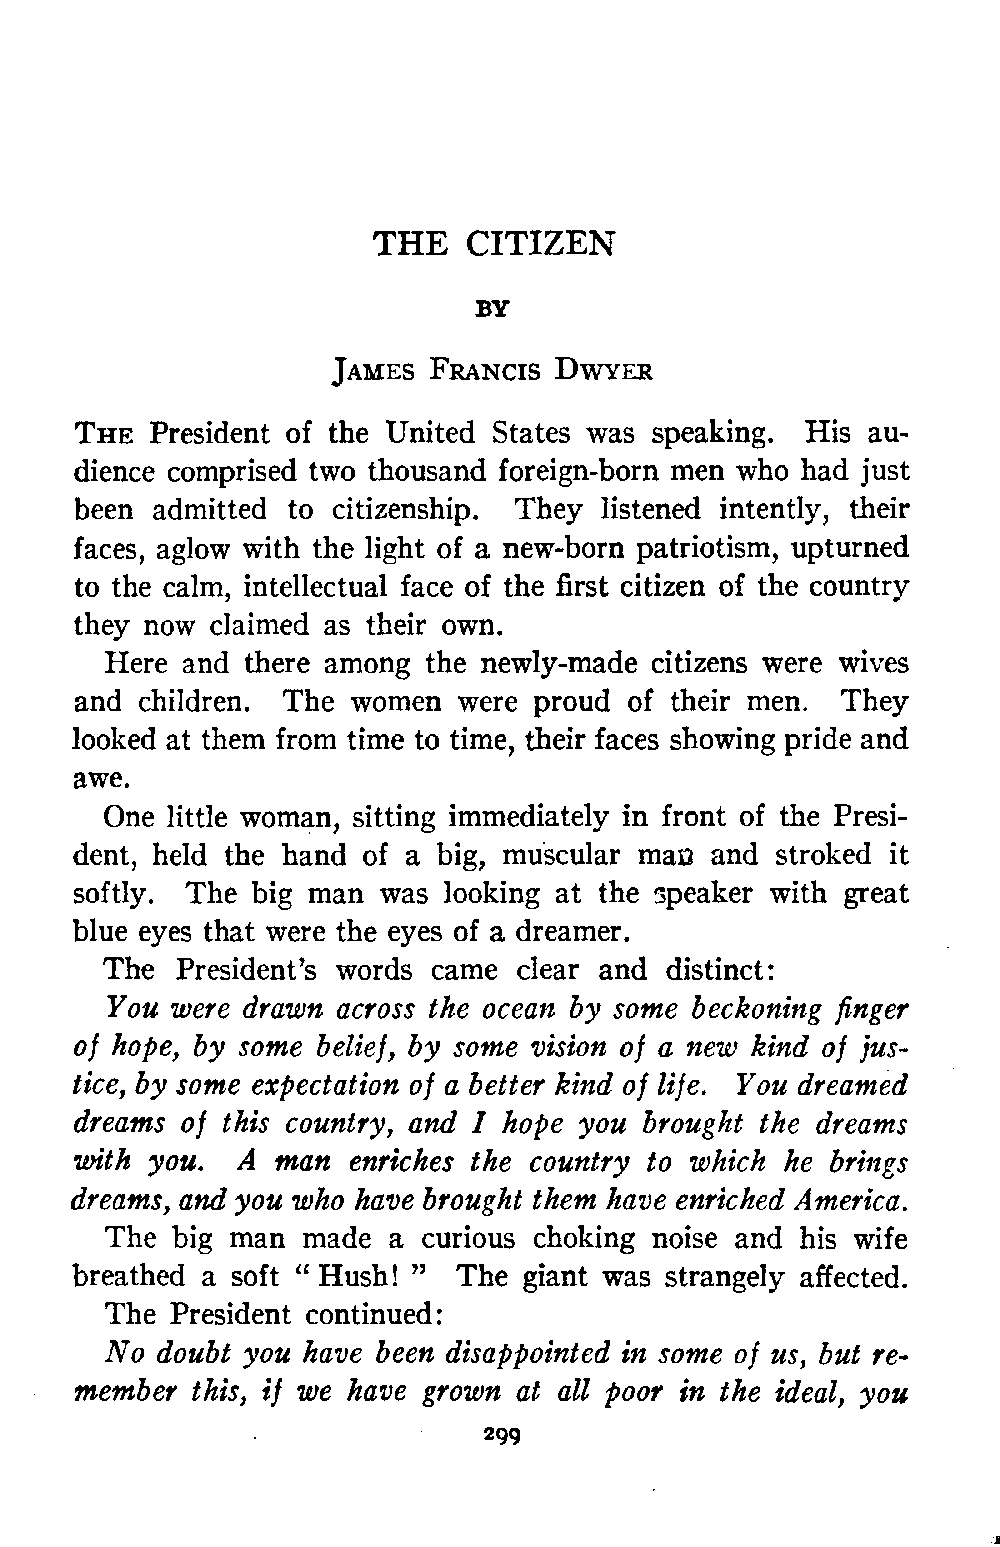 THE CITIZEN
BY
JAMES FRANCIS DWYER
THE President of the United States was speaking. His au-
dience comprised two thousand foreign-born men who had just
been admitted to citizenship. They listened intently, their
faces, aglow with the light of a new-born patriotism, upturned
to the calm, intellectual face of the first citizen of the country
they now claimed as their own.
Here and there among the newly-made citizens were wives
and children. The women were proud of their men. They
looked at them from time to time, their faces showing pride and
awe.
One little woman, sitting immediately in front of the Presi-
dent, held the hand of a big, muscular man and stroked it
softly. The big man was looking at the speaker with great
blue eyes that were the eyes of a dreamer.
The President's words came clear and distinct:
You were drawn across the ocean by some beckoning finger
of hope, by some belief, by some vision of a new kind of jus-
tice, by some expectation of a better kind of life. You dreamed
dreams of this country, and I hope you brought the dreams
with you. A man enriches the country to which he brings
dreams, and you who have brought them have enriched America.
The big man made a curious choking noise and his wife
breathed a soft "Hush!" The giant was strangely affected.
The President continued:
No doubt you have been disappointed in some of us, but re-
member this, if we have grown at all poor in the ideal, you
299